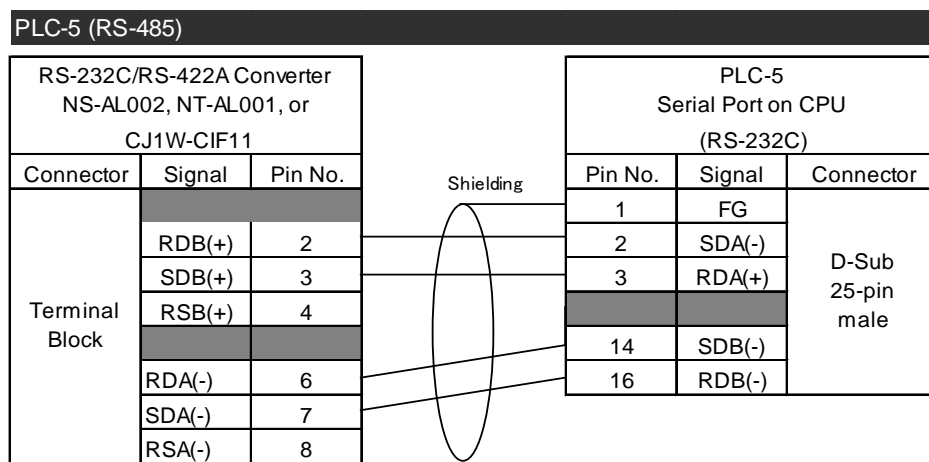 PLC-5 (RS-485)
RS-232C/RS-422A Converter
NS-AL002, NT-AL001, or
CJ1W-CIF11
Connector Signal Pin No.
Terminal
Block
RDB(+) 2
SDB(+) 3
RSB(+) 4
RDA(-) 6
SDA(-) 7
RSA(-) 8
Shielding
PLC-5
Serial Port on CPU
(RS-232C)
Pin No. Signal Connector
1 FG
2 SDA(-)
3 RDA(+)
14 SDB(-)
16 RDB(-)
D-Sub
25-pin
male